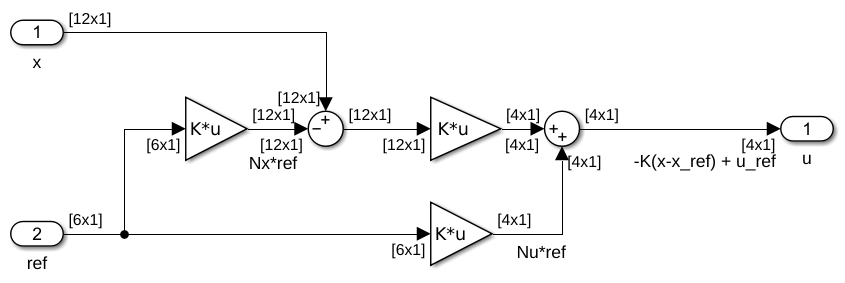 [12x1]
1
x
[12x1]
K*u
[12x1]
+
−
[12x1]
K*u
[4x1]
+
+
[4x1]
1
[6x1]
[12x1]
Nx*ref
[12x1]
[4x1]
[4x1]
[4x1]
u
-K(x-x_ref) + u_ref
[6x1]
2
ref
K*u
[4x1]
[6x1]
Nu*ref